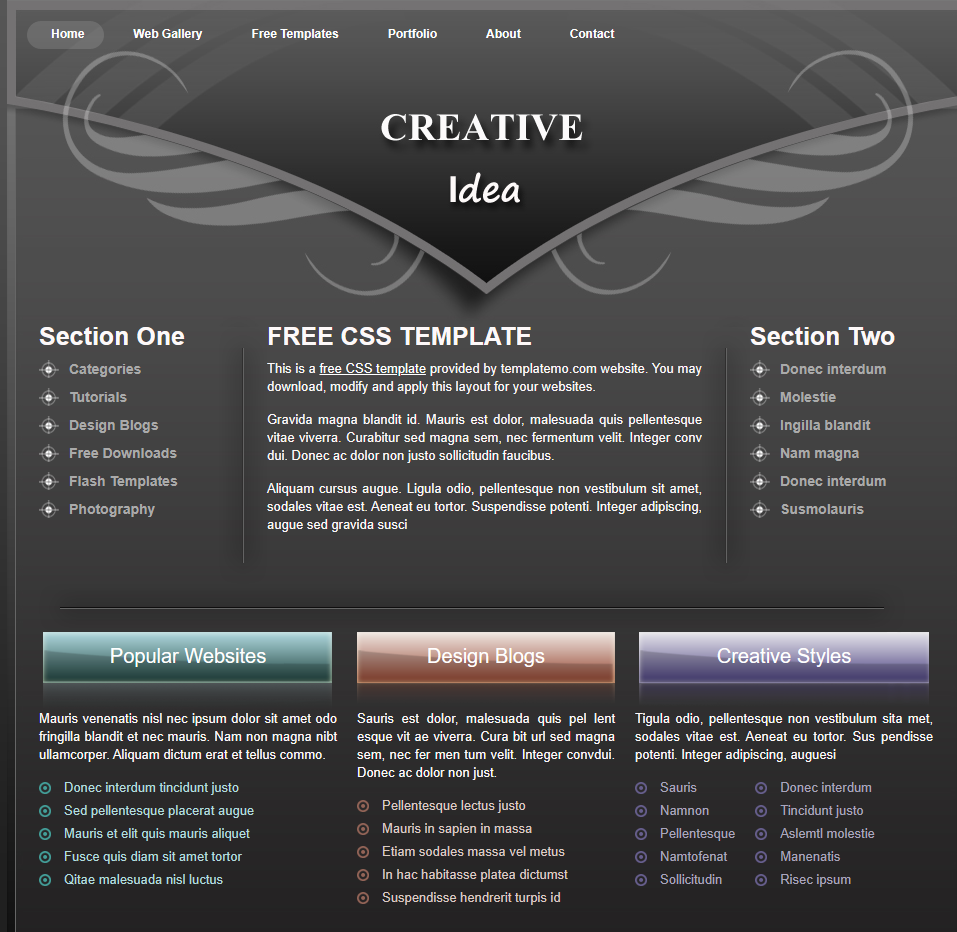 Home Web Gallery Free Templates Portfolio About Contact
CREATIVE
Idea
Section One
Categories
Tutorials
Design Blogs
Free Downloads
Flash Templates
Photography
FREE CSS TEMPLATE
This is a free CSS template provided by templatemo.com website. You may
download, modify and apply this layout for your websites.
Gravida magna blandit id. Mauris est dolor, malesuada quis pellentesque
vitae viverra. Curabitur sed magna sem, nec fermentum velit. Integer conv
dui. Donec ac dolor non justo sollicitudin faucibus.
Aliquam cursus augue. Ligula odio, pellentesque non vestibulum sit amet,
sodales vitae est. Aeneat eu tortor. Suspendisse potenti. Integer adipiscing,
augue sed gravida susci
Section Two
Donec interdum
Molestie
Ingilla blandit
Nam magna
Donec interdum
Susmolauris
Popular Websites
Mauris venenatis nisl nec ipsum dolor sit amet odo
fringilla blandit et nec mauris. Nam non magna nibt
ullamcorper. Aliquam dictum erat et tellus commo.
Donec interdum tincidunt justo
Sed pellentesque placerat augue
Mauris et elit quis mauris aliquet
Fusce quis diam sit amet tortor
Qitae malesuada nisl luctus
Design Blogs
Sauris est dolor, malesuada quis pel lent
esque vit ae viverra. Cura bit url sed magna
sem, nec fer men tum velit. Integer convdui.
Donec ac dolor non just.
Pellentesque lectus justo
Mauris in sapien in massa
Etiam sodales massa vel metus
In hac habitasse platea dictumst
Suspendisse hendrerit turpis id
Creative Styles
Tigula odio, pellentesque non vestibulum sita met,
sodales vitae est. Aeneat eu tortor. Sus pendisse
potenti. Integer adipiscing, auguesi
Sauris
Namnon
Pellentesque
Namtofenat
Sollicitudin
Donec interdum
Tincidunt justo
Aslemtl molestie
Manenatis
Risec ipsum